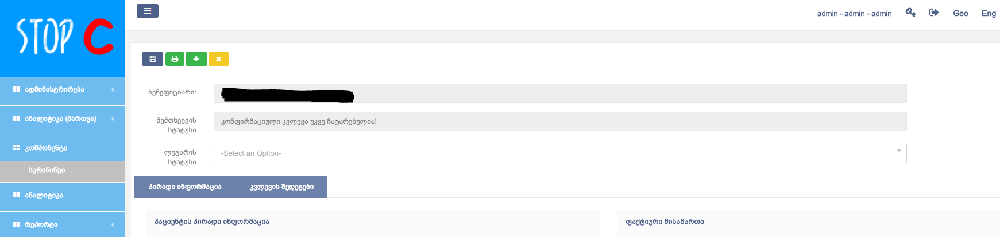 STOP C
admin - admin - admin
Geo
Eng
ადმინისტრირება
ანალიტიკა (მართვა)
კომპონენტი
სკრინინგი
ანალიტიკა
რეპორტი
ბენეფიციარი:
შემთხვევის
სტატუსი
კონფირმაციული კვლევა უკვე ჩატარებულია!
ლუგარის
სტატუსი
-Select an Option-
პირადი ინფორმაცია
კვლევის შედეგები
პაციენტის პირადი ინფორმაცია
ფაქტიური მისამართი